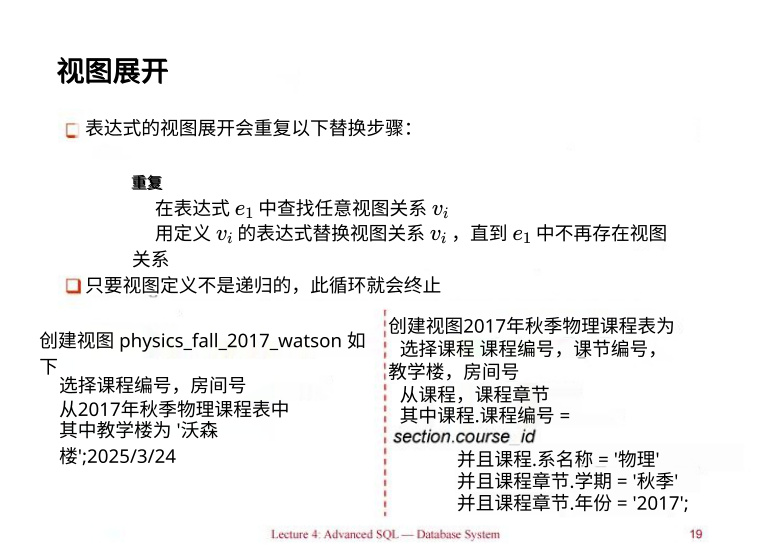 视图展开
表达式的视图展开会重复以下替换步骤：
重复
在表达式 e₁ 中查找任意视图关系 vᵢ
用定义 vᵢ 的表达式替换视图关系 vᵢ ，直到 e₁ 中不再存在视图
关系
只要视图定义不是递归的，此循环就会终止
创建视图 physics_fall_2017_watson 如
下
选择课程编号，房间号
从2017年秋季物理课程表中
其中教学楼为 '沃森
楼';2025/3/24
创建视图2017年秋季物理课程表为
选择课程 课程编号，课节编号，
教学楼，房间号
从课程，课程章节
其中课程.课程编号 =
section.course_id
并且课程.系名称 = '物理'
并且课程章节.学期 = '秋季'
并且课程章节.年份 = '2017';
Lecture 4: Advanced SQL — Database System
19